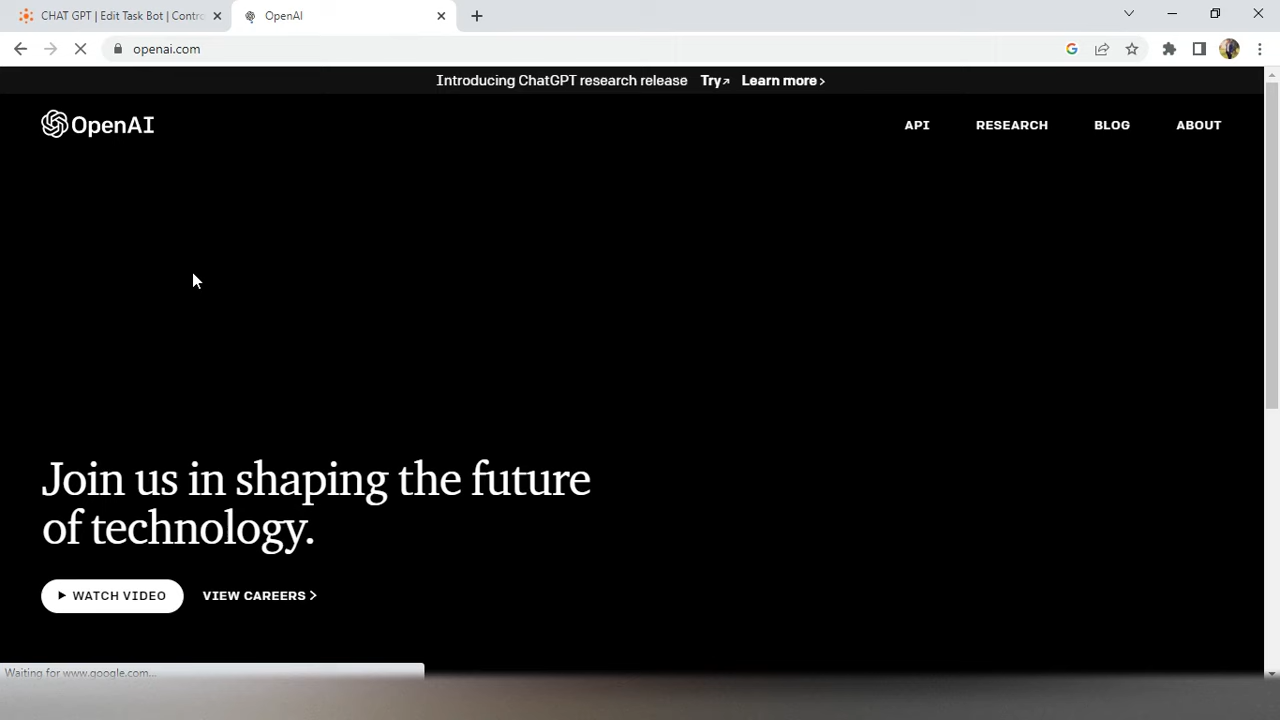 CHAT GPT | Edit Task Bot | Contro
OpenAI
openai.com
Introducing ChatGPT research release Try↗ Learn more >
OpenAI
API RESEARCH BLOG ABOUT
Join us in shaping the future
of technology.
WATCH VIDEO VIEW CAREERS >
Waiting for www.google.com...